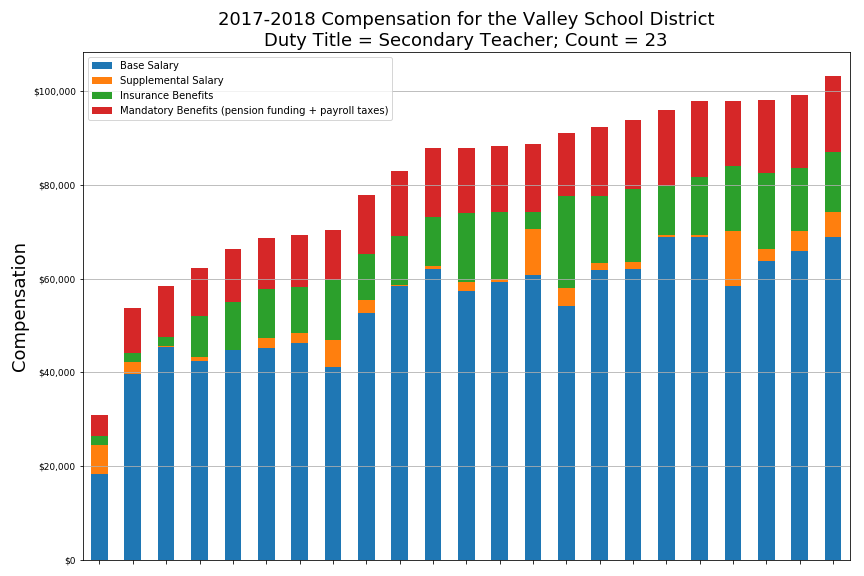 2017-2018 Compensation for the Valley School District
Duty Title = Secondary Teacher; Count = 23
Base Salary
Supplemental Salary
Insurance Benefits
Mandatory Benefits (pension funding + payroll taxes)
$100,000
$80,000
$60,000
$40,000
$20,000
$0
Compensation